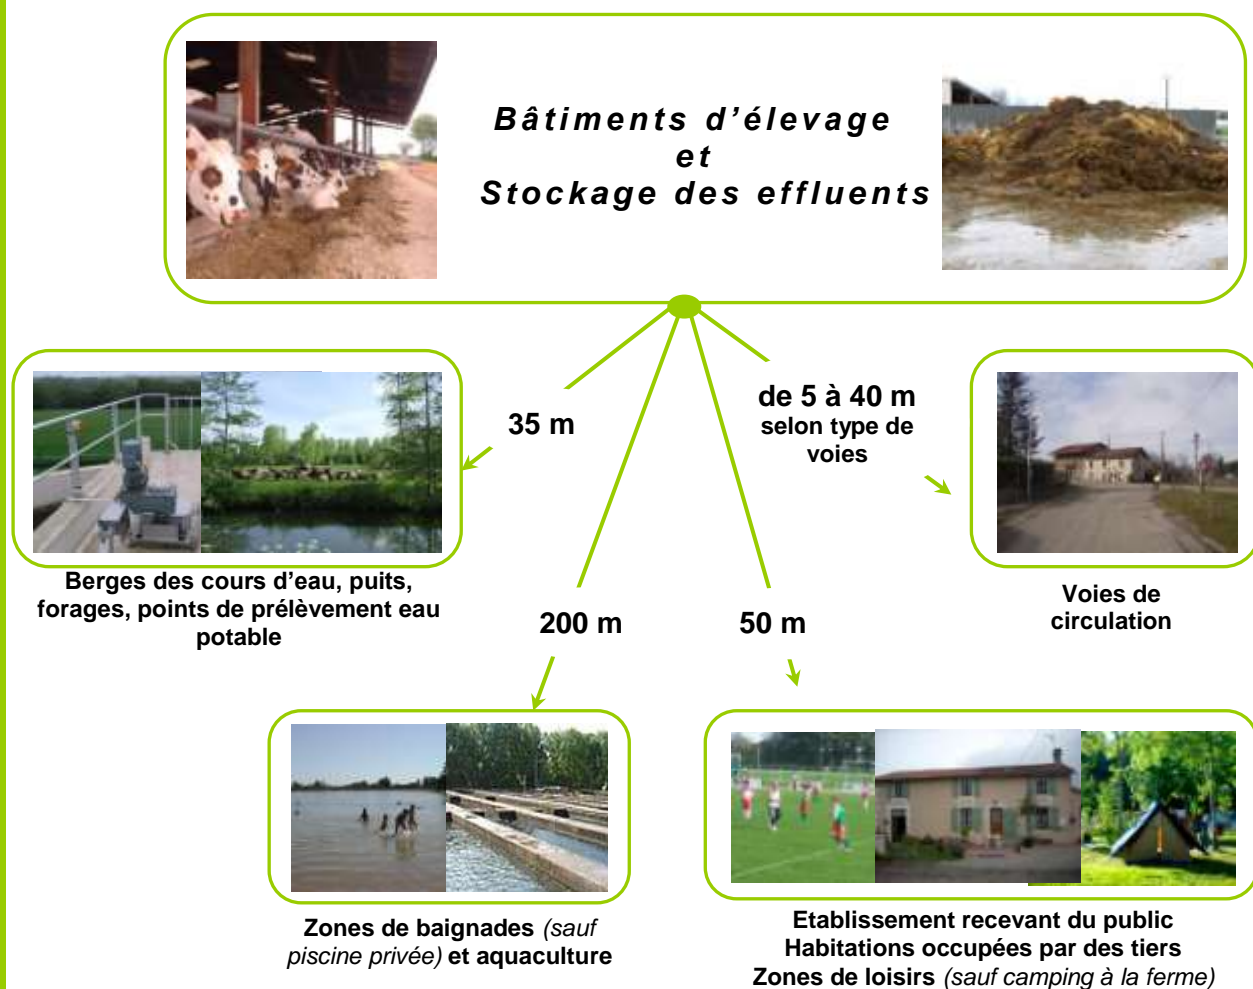 Bâtiments d'élevage
et
Stockage des effluents
35 m
de 5 à 40 m
selon type de
voies
Berges des cours d'eau, puits,
forages, points de prélèvement eau
potable
200 m
50 m
Voies de
circulation
Zones de baignades (sauf
piscine privée) et aquaculture
Etablissement recevant du public
Habitations occupées par des tiers
Zones de loisirs (sauf camping à la ferme)